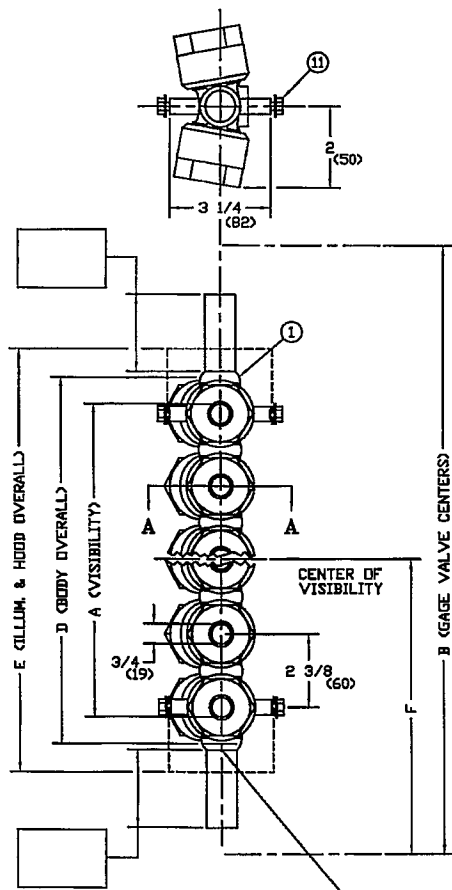 11
2
(50)
3 1/4
(82)
1
E (ILLUM. & HOOD OVERALL)
D (BODY OVERALL)
A (VISIBILITY)
A
A
CENTER OF
VISIBILITY
B (GAGE VALVE CENTERS)
3/4
(19)
2 3/8
(60)
F